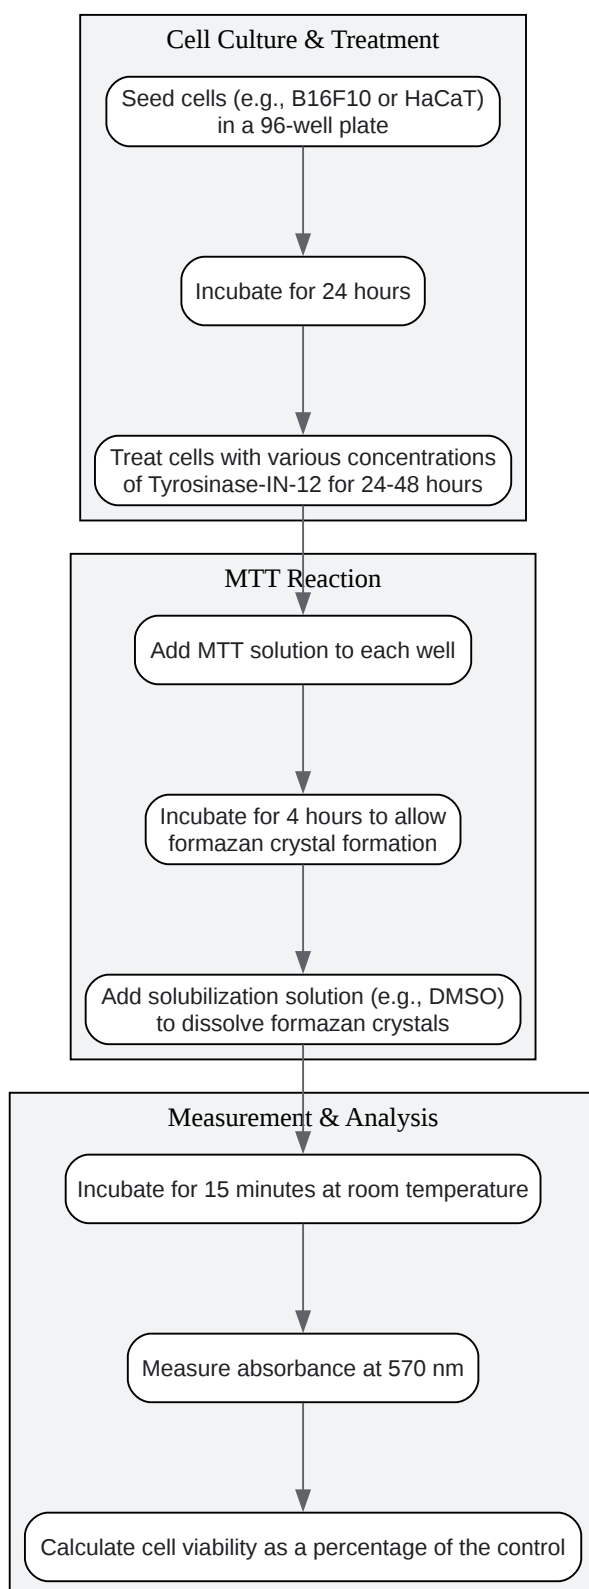 Cell Culture & Treatment
Seed cells (e.g., B16F10 or HaCaT)
in a 96-well plate
Incubate for 24 hours
Treat cells with various concentrations
of Tyrosinase-IN-12 for 24-48 hours
MTT Reaction
Add MTT solution to each well
Incubate for 4 hours to allow
formazan crystal formation
Add solubilization solution (e.g., DMSO)
to dissolve formazan crystals
Measurement & Analysis
Incubate for 15 minutes at room temperature
Measure absorbance at 570 nm
Calculate cell viability as a percentage of the control